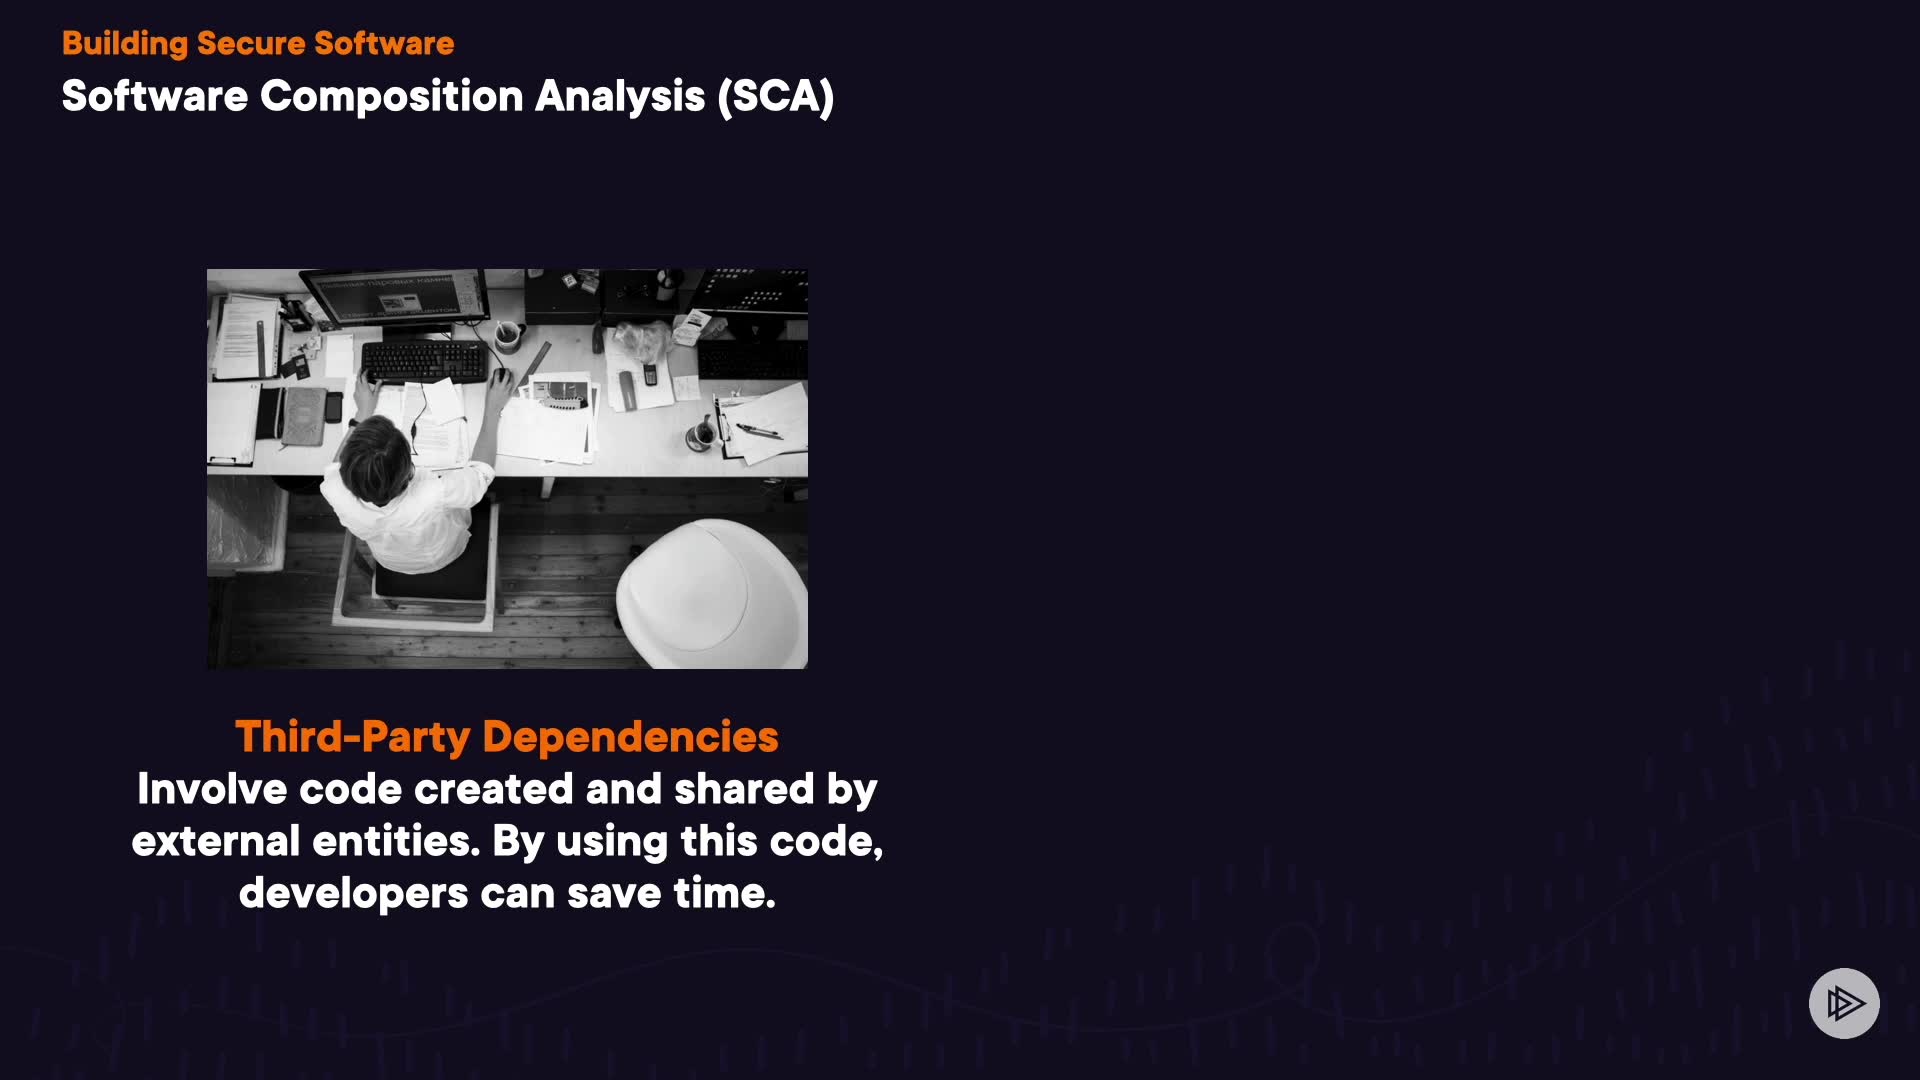 Building Secure Software
Software Composition Analysis (SCA)
Third-Party Dependencies
Involve code created and shared by
external entities. By using this code,
developers can save time.